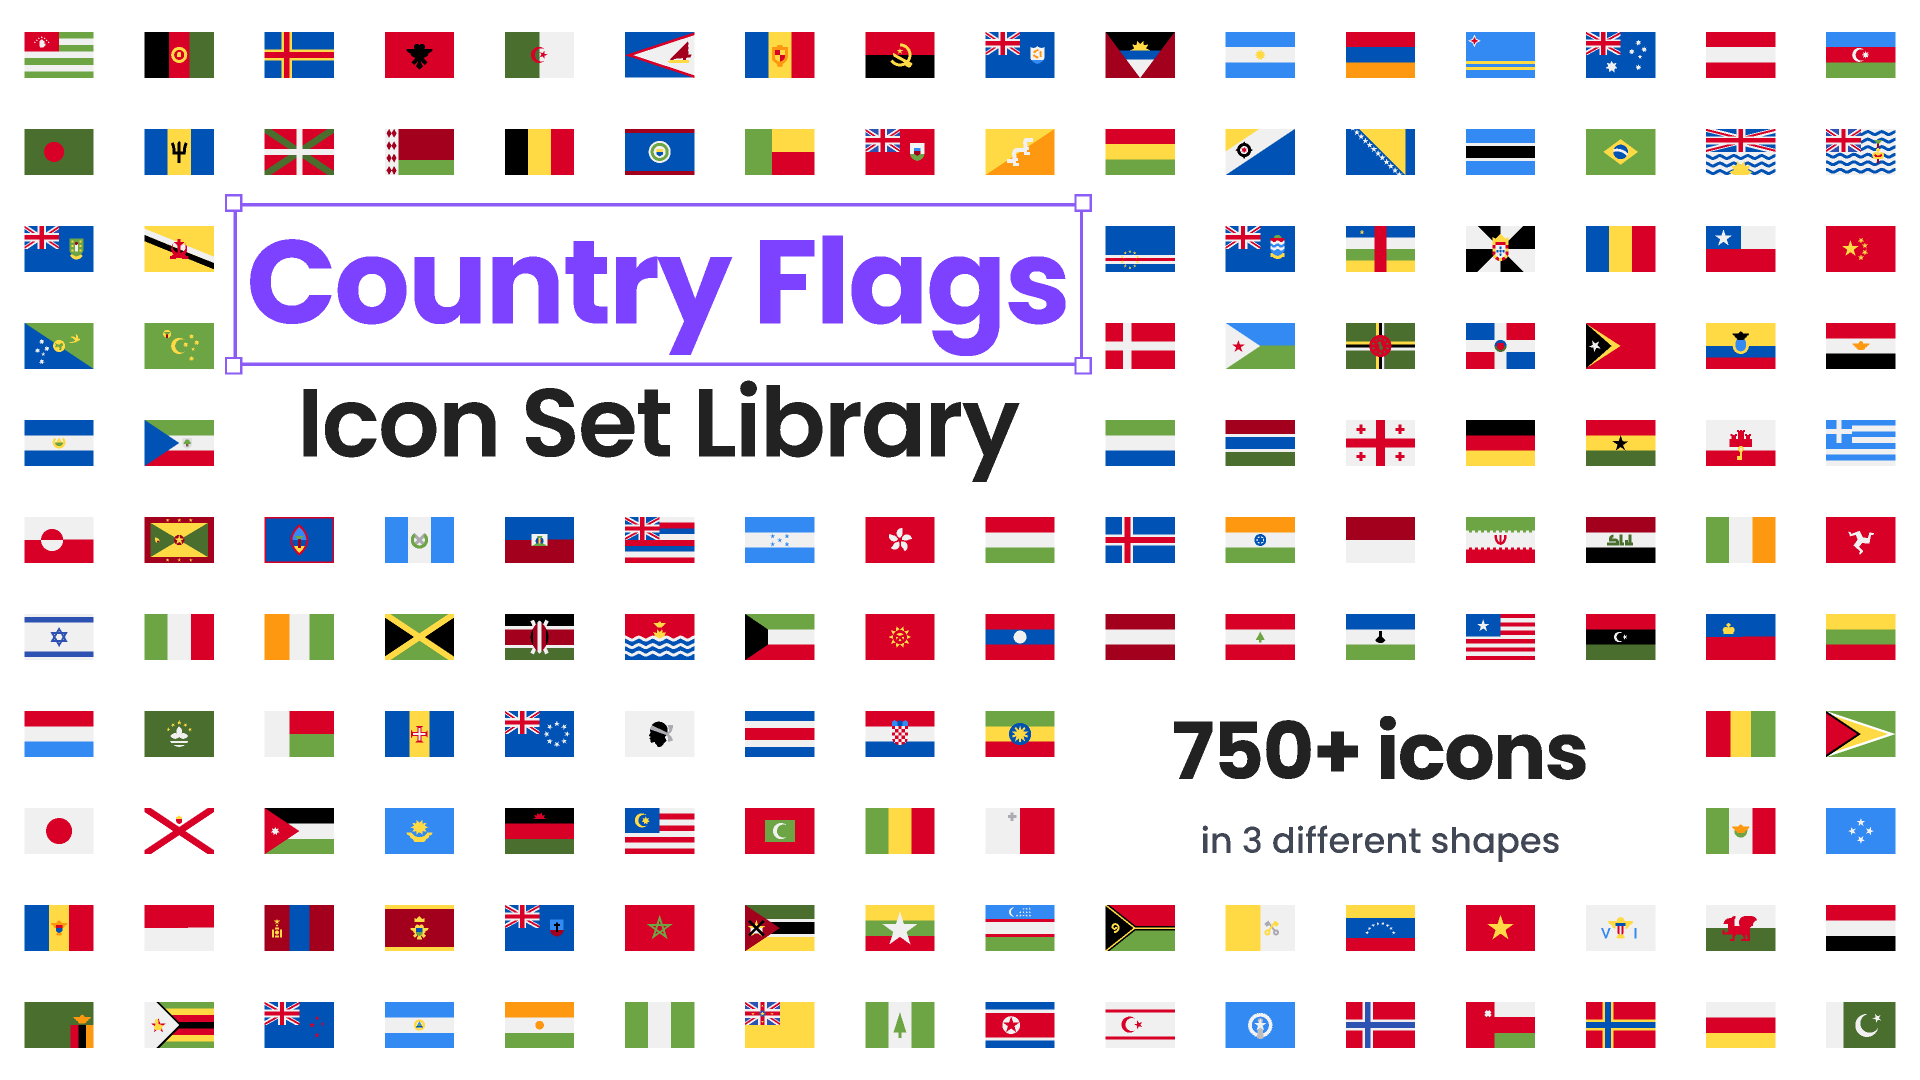 Country Flags
Icon Set Library
750+ icons
in 3 different shapes
V I